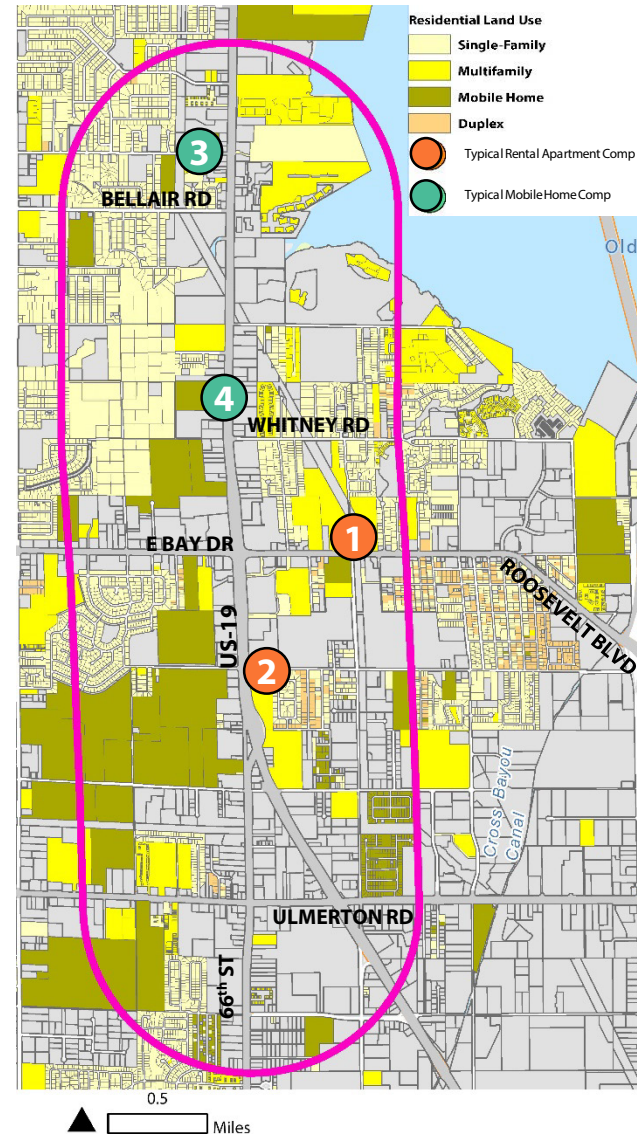 Residential Land Use
Single-Family
Multifamily
Mobile Home
Duplex
Typical Rental Apartment Comp
Typical Mobile Home Comp
3
BELLAIR RD
Old
4
WHITNEY RD
1
E BAY DR
ROOSEVELT BLVD
US-19
2
Cross Bayou
Canal
ULMERTON RD
66th ST
0.5
Miles